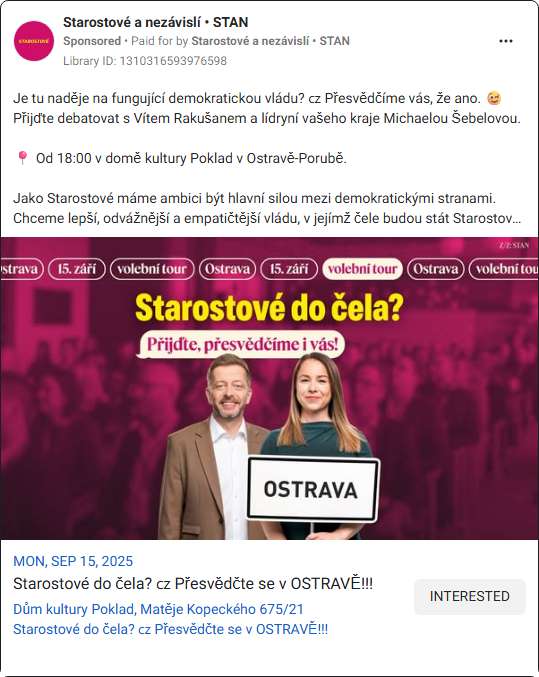 Starostové a nezávislí • STAN
Sponsored • Paid for by Starostové a nezávislí • STAN
Library ID: 1310316593976598
STAROSTOVÉ
Je tu naděje na fungující demokratickou vládu? cz Přesvědčíme vás, že ano. 😉
Přijďte debatovat s Vítem Rakušanem a lídryní vašeho kraje Michaelou Šebelovou.
📍 Od 18:00 v domě kultury Poklad v Ostravě-Porubě.
Jako Starostové máme ambici být hlavní silou mezi demokratickými stranami.
Chceme lepší, odvážnější a empatičtější vládu, v jejímž čele budou stát Starostov...
Z/Z: STAN
strava 15. září volební tour Ostrava 15. září volební tour Ostrava volební tou
Starostové do čela?
Přijďte, přesvědčíme i vás!
OSTRAVA
MON, SEP 15, 2025
Starostové do čela? cz Přesvědčte se v OSTRAVĚ!!!
Dům kultury Poklad, Matěje Kopeckého 675/21
Starostové do čela? cz Přesvědčte se v OSTRAVĚ!!!
INTERESTED